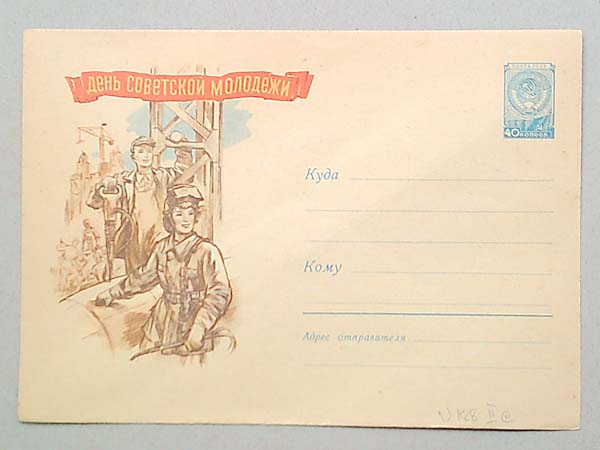 ДЕНЬ СОВЕТСКОЙ МОЛОДЕЖИ
ПОЧТА СССР
40 КОПЕЕК
Куда
Кому
Адрес отправителя